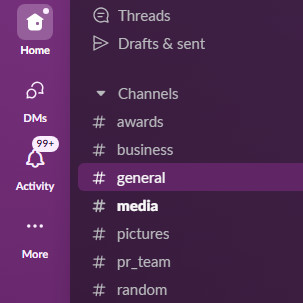 Home
DMs
99+
Activity
More
Threads
Drafts & sent
Channels
# awards
# business
# general
# media
# pictures
# pr_team
# random